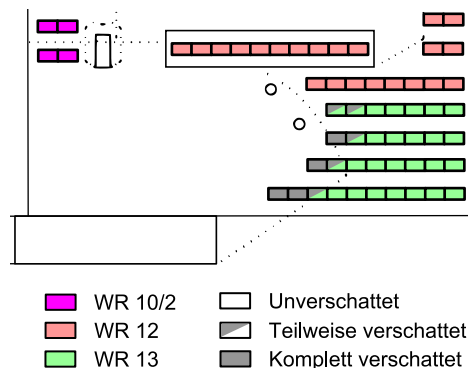 WR 10/2 Unverschattet
WR 12 Teilweise verschattet
WR 13 Komplett verschattet